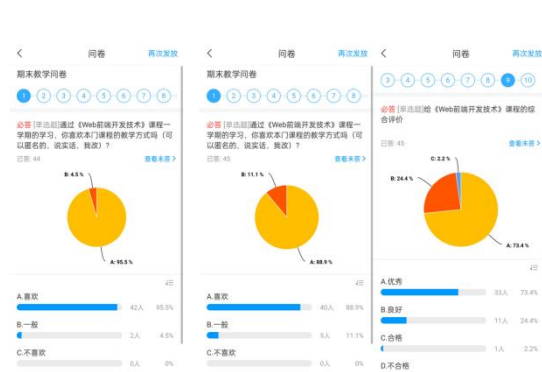 问卷
再次发放
期末教学问卷
1 2 3 4 5 6 7 8
必答 [单选题]通过《Web前端开发技术》课程一
学期的学习，你喜欢本门课程的教学方式吗（可
以匿名的，说实话，我改）？
已答: 44
查看未答
B: 4.5 %
A: 95.5 %
A.喜欢
42人 95.5%
B.一般
2人 4.5%
C.不喜欢
0人 0%
问卷
再次发放
期末教学问卷
1 2 3 4 5 6 7 8
必答 [单选题]通过《Web前端开发技术》课程一
学期的学习，你喜欢本门课程的教学方式吗（可
以匿名的，说实话，我改）？
已答: 45
查看未答
B: 11.1 %
A: 88.9 %
A.喜欢
40人 88.9%
B.一般
5人 11.1%
C.不喜欢
0人 0%
问卷
再次发放
3 4 5 6 7 8 9 10
必答 [单选题]给《Web前端开发技术》课程的综
合评价
已答: 45
查看未答
C: 2.2 %
B: 24.4 %
A: 73.4 %
A.优秀
33人 73.4%
B.良好
11人 24.4%
C.合格
1人 2.2%
D.不合格